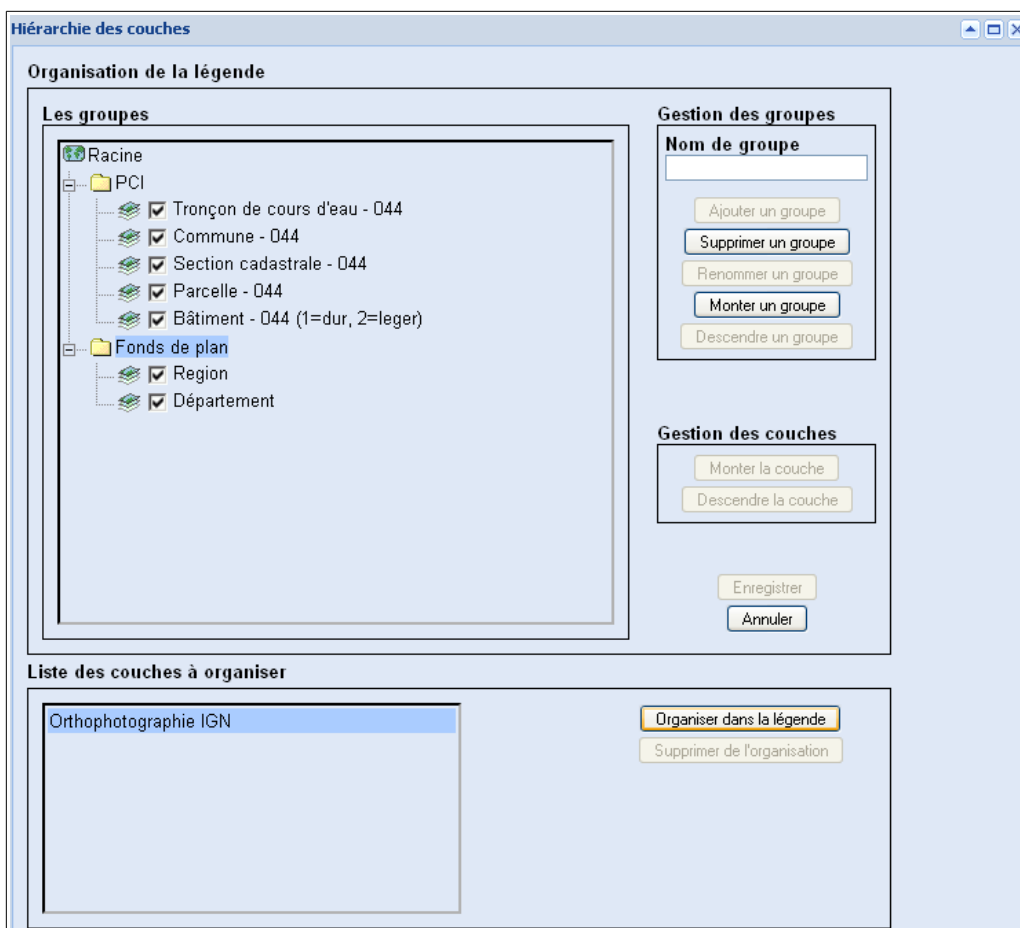 Hiérarchie des couches
Organisation de la légende
Les groupes
Racine
PCI
Tronçon de cours d'eau - 044
Commune - 044
Section cadastrale - 044
Parcelle - 044
Bâtiment - 044 (1=dur, 2=leger)
Fonds de plan
Region
Département
Gestion des groupes
Nom de groupe
Ajouter un groupe
Supprimer un groupe
Renommer un groupe
Monter un groupe
Descendre un groupe
Gestion des couches
Monter la couche
Descendre la couche
Enregistrer
Annuler
Liste des couches à organiser
Orthophotographie IGN
Organiser dans la légende
Supprimer de l'organisation